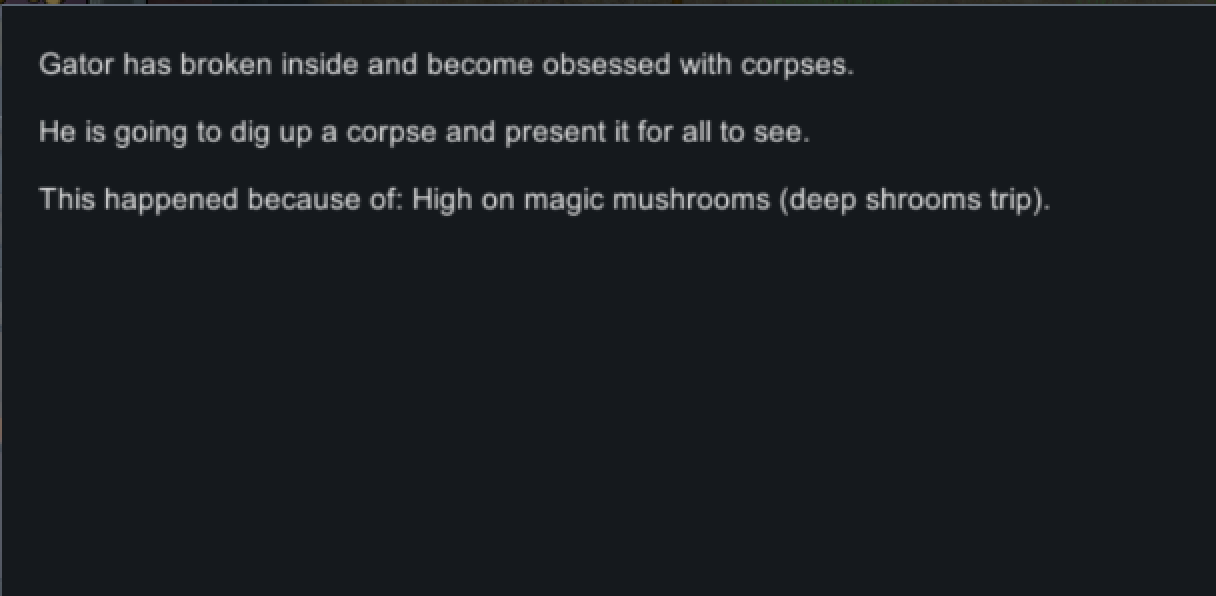 Gator has broken inside and become obsessed with corpses.
He is going to dig up a corpse and present it for all to see.
This happened because of: High on magic mushrooms (deep shrooms trip).